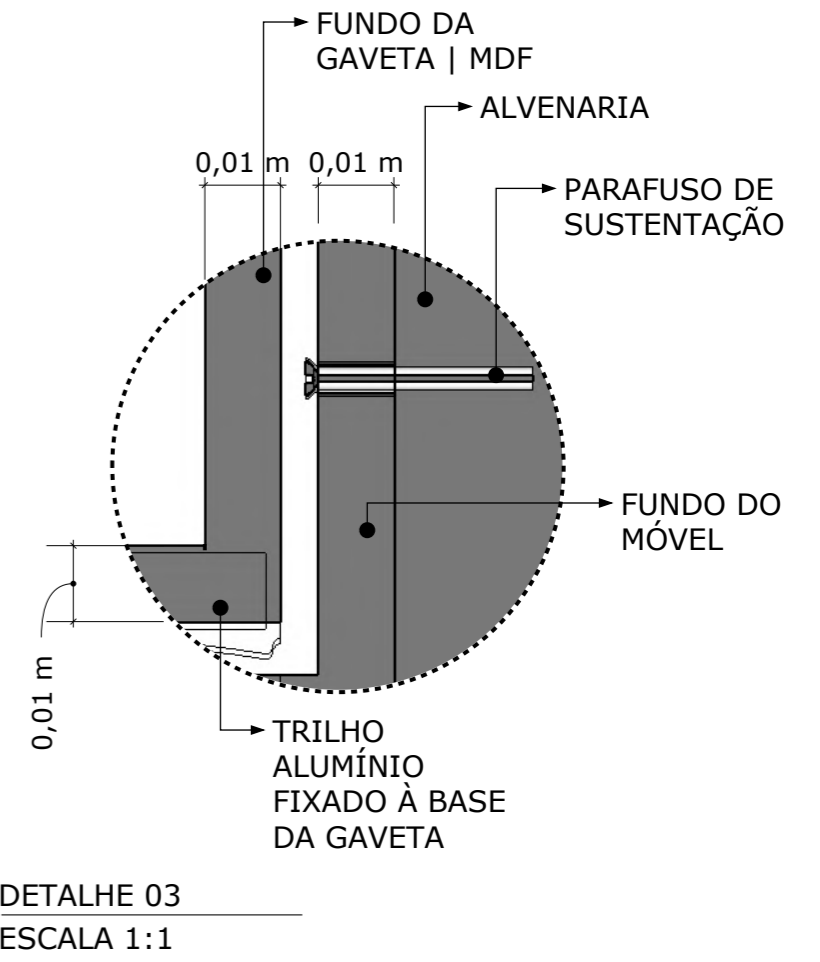 FUNDO DA
GAVETA | MDF
ALVENARIA
0,01 m
0,01 m
PARAFUSO DE
SUSTENTAÇÃO
FUNDO DO
MÓVEL
0,01 m
TRILHO
ALUMÍNIO
FIXADO À BASE
DA GAVETA
DETALHE 03
ESCALA 1:1